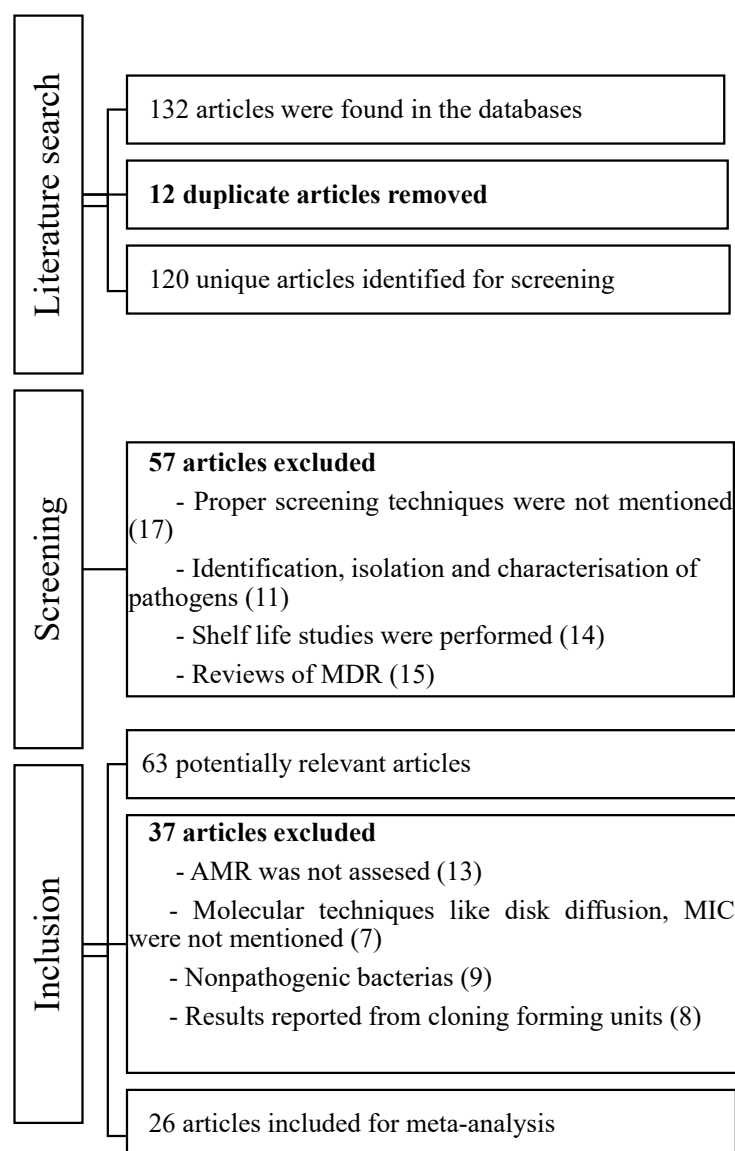 Literature search
132 articles were found in the databases
12 duplicate articles removed
120 unique articles identified for screening
Screening
57 articles excluded
- Proper screening techniques were not mentioned
(17)
- Identification, isolation and characterisation of
pathogens (11)
- Shelf life studies were performed (14)
- Reviews of MDR (15)
Inclusion
63 potentially relevant articles
37 articles excluded
- AMR was not assesed (13)
- Molecular techniques like disk diffusion, MIC
were not mentioned (7)
- Nonpathogenic bacterias (9)
- Results reported from cloning forming units (8)
26 articles included for meta-analysis